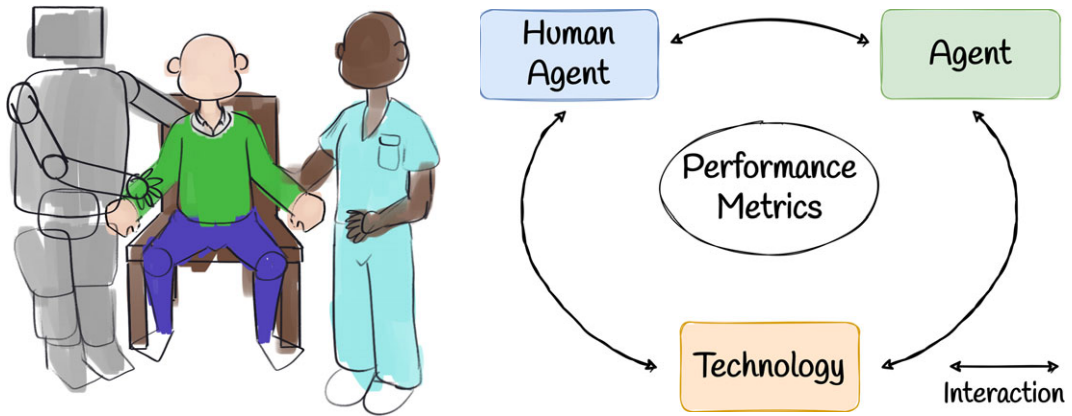 Human
Agent
Agent
Performance
Metrics
Technology
Interaction